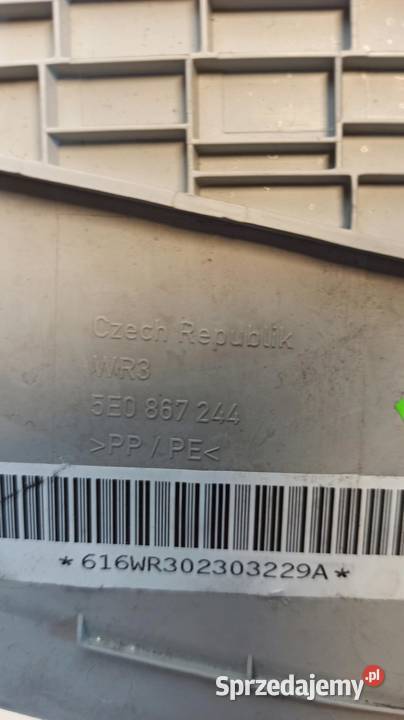 Czech Republik
WR3
5E0 867 244
>PP / PE<
*616WR302303229A*
Sprzedajemy.pl